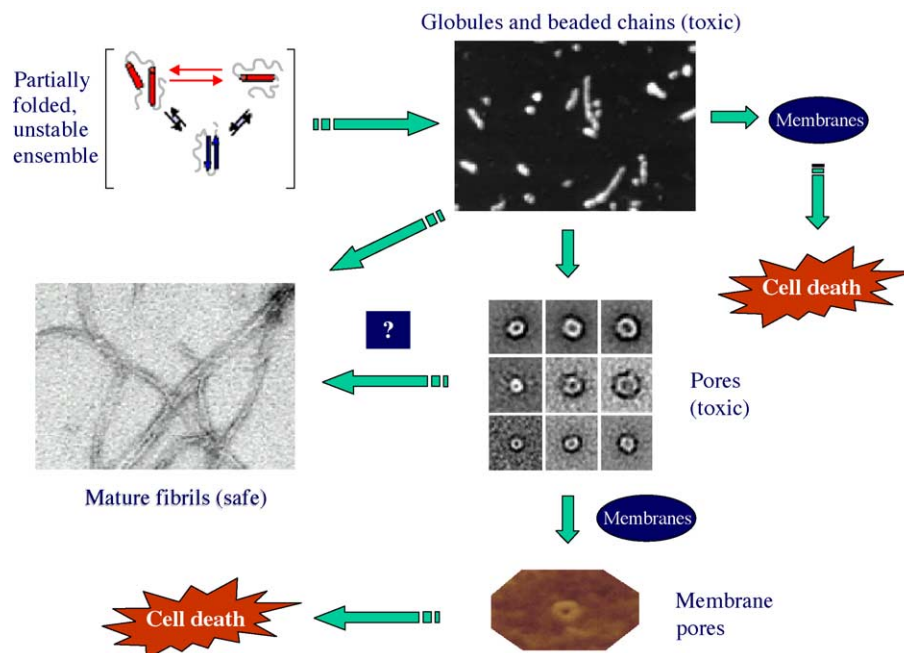 Globules and beaded chains (toxic)
Partially
folded,
unstable
ensemble
Membranes
Cell death
?
Pores
(toxic)
Mature fibrils (safe)
Membranes
Cell death
Membrane
pores